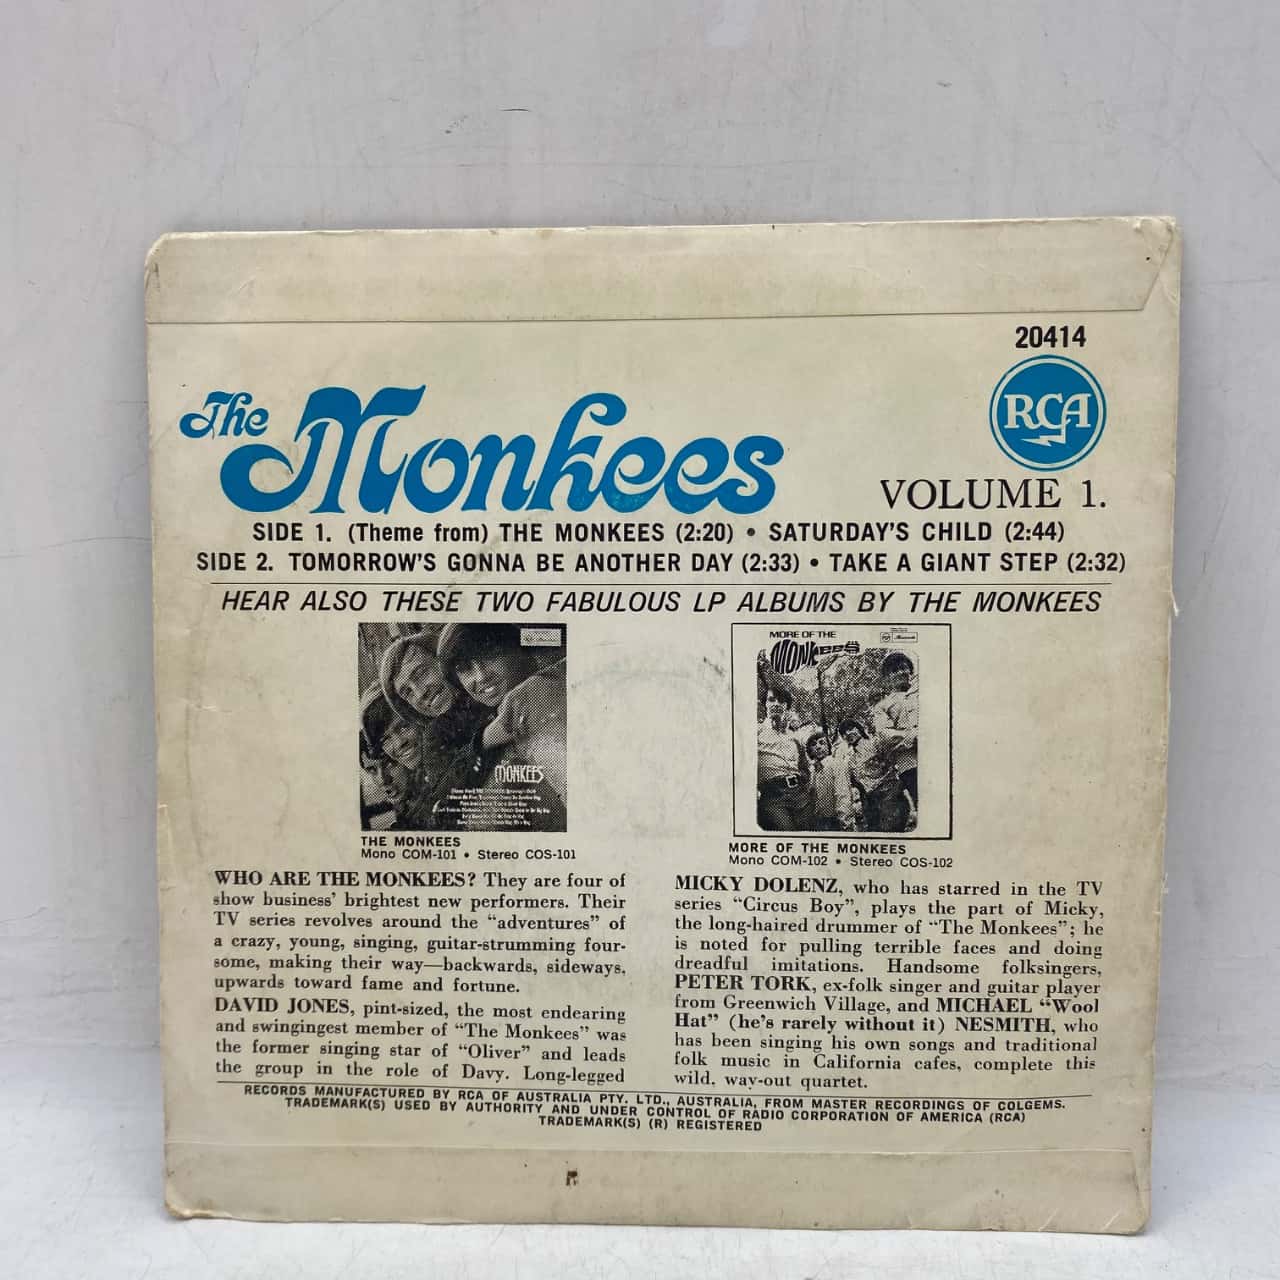 20414
RCA
The Monkees
VOLUME 1.
SIDE 1. (Theme from) THE MONKEES (2:20) • SATURDAY'S CHILD (2:44)
SIDE 2. TOMORROW'S GONNA BE ANOTHER DAY (2:33) • TAKE A GIANT STEP (2:32)
HEAR ALSO THESE TWO FABULOUS LP ALBUMS BY THE MONKEES
MONKEES
THE MONKEES
Mono COM-101 • Stereo COS-101
MORE OF THE
MONKEES
MORE OF THE MONKEES
Mono COM-102 • Stereo COS-102
WHO ARE THE MONKEES? They are four of
show business' brightest new performers. Their
TV series revolves around the "adventures" of
a crazy, young, singing, guitar-strumming four-
some, making their way—backwards, sideways,
upwards toward fame and fortune.
DAVID JONES, pint-sized, the most endearing
and swingingest member of "The Monkees" was
the former singing star of "Oliver" and leads
the group in the role of Davy. Long-legged
MICKY DOLENZ, who has starred in the TV
series "Circus Boy", plays the part of Micky,
the long-haired drummer of "The Monkees"; he
is noted for pulling terrible faces and doing
dreadful imitations. Handsome folksingers,
PETER TORK, ex-folk singer and guitar player
from Greenwich Village, and MICHAEL "Wool
Hat" (he's rarely without it) NESMITH, who
has been singing his own songs and traditional
folk music in California cafes, complete this
wild, way-out quartet.
RECORDS MANUFACTURED BY RCA OF AUSTRALIA PTY. LTD., AUSTRALIA, FROM MASTER RECORDINGS OF COLGEMS.
TRADEMARK(S) USED BY AUTHORITY AND UNDER CONTROL OF RADIO CORPORATION OF AMERICA (RCA)
TRADEMARK(S) (R) REGISTERED